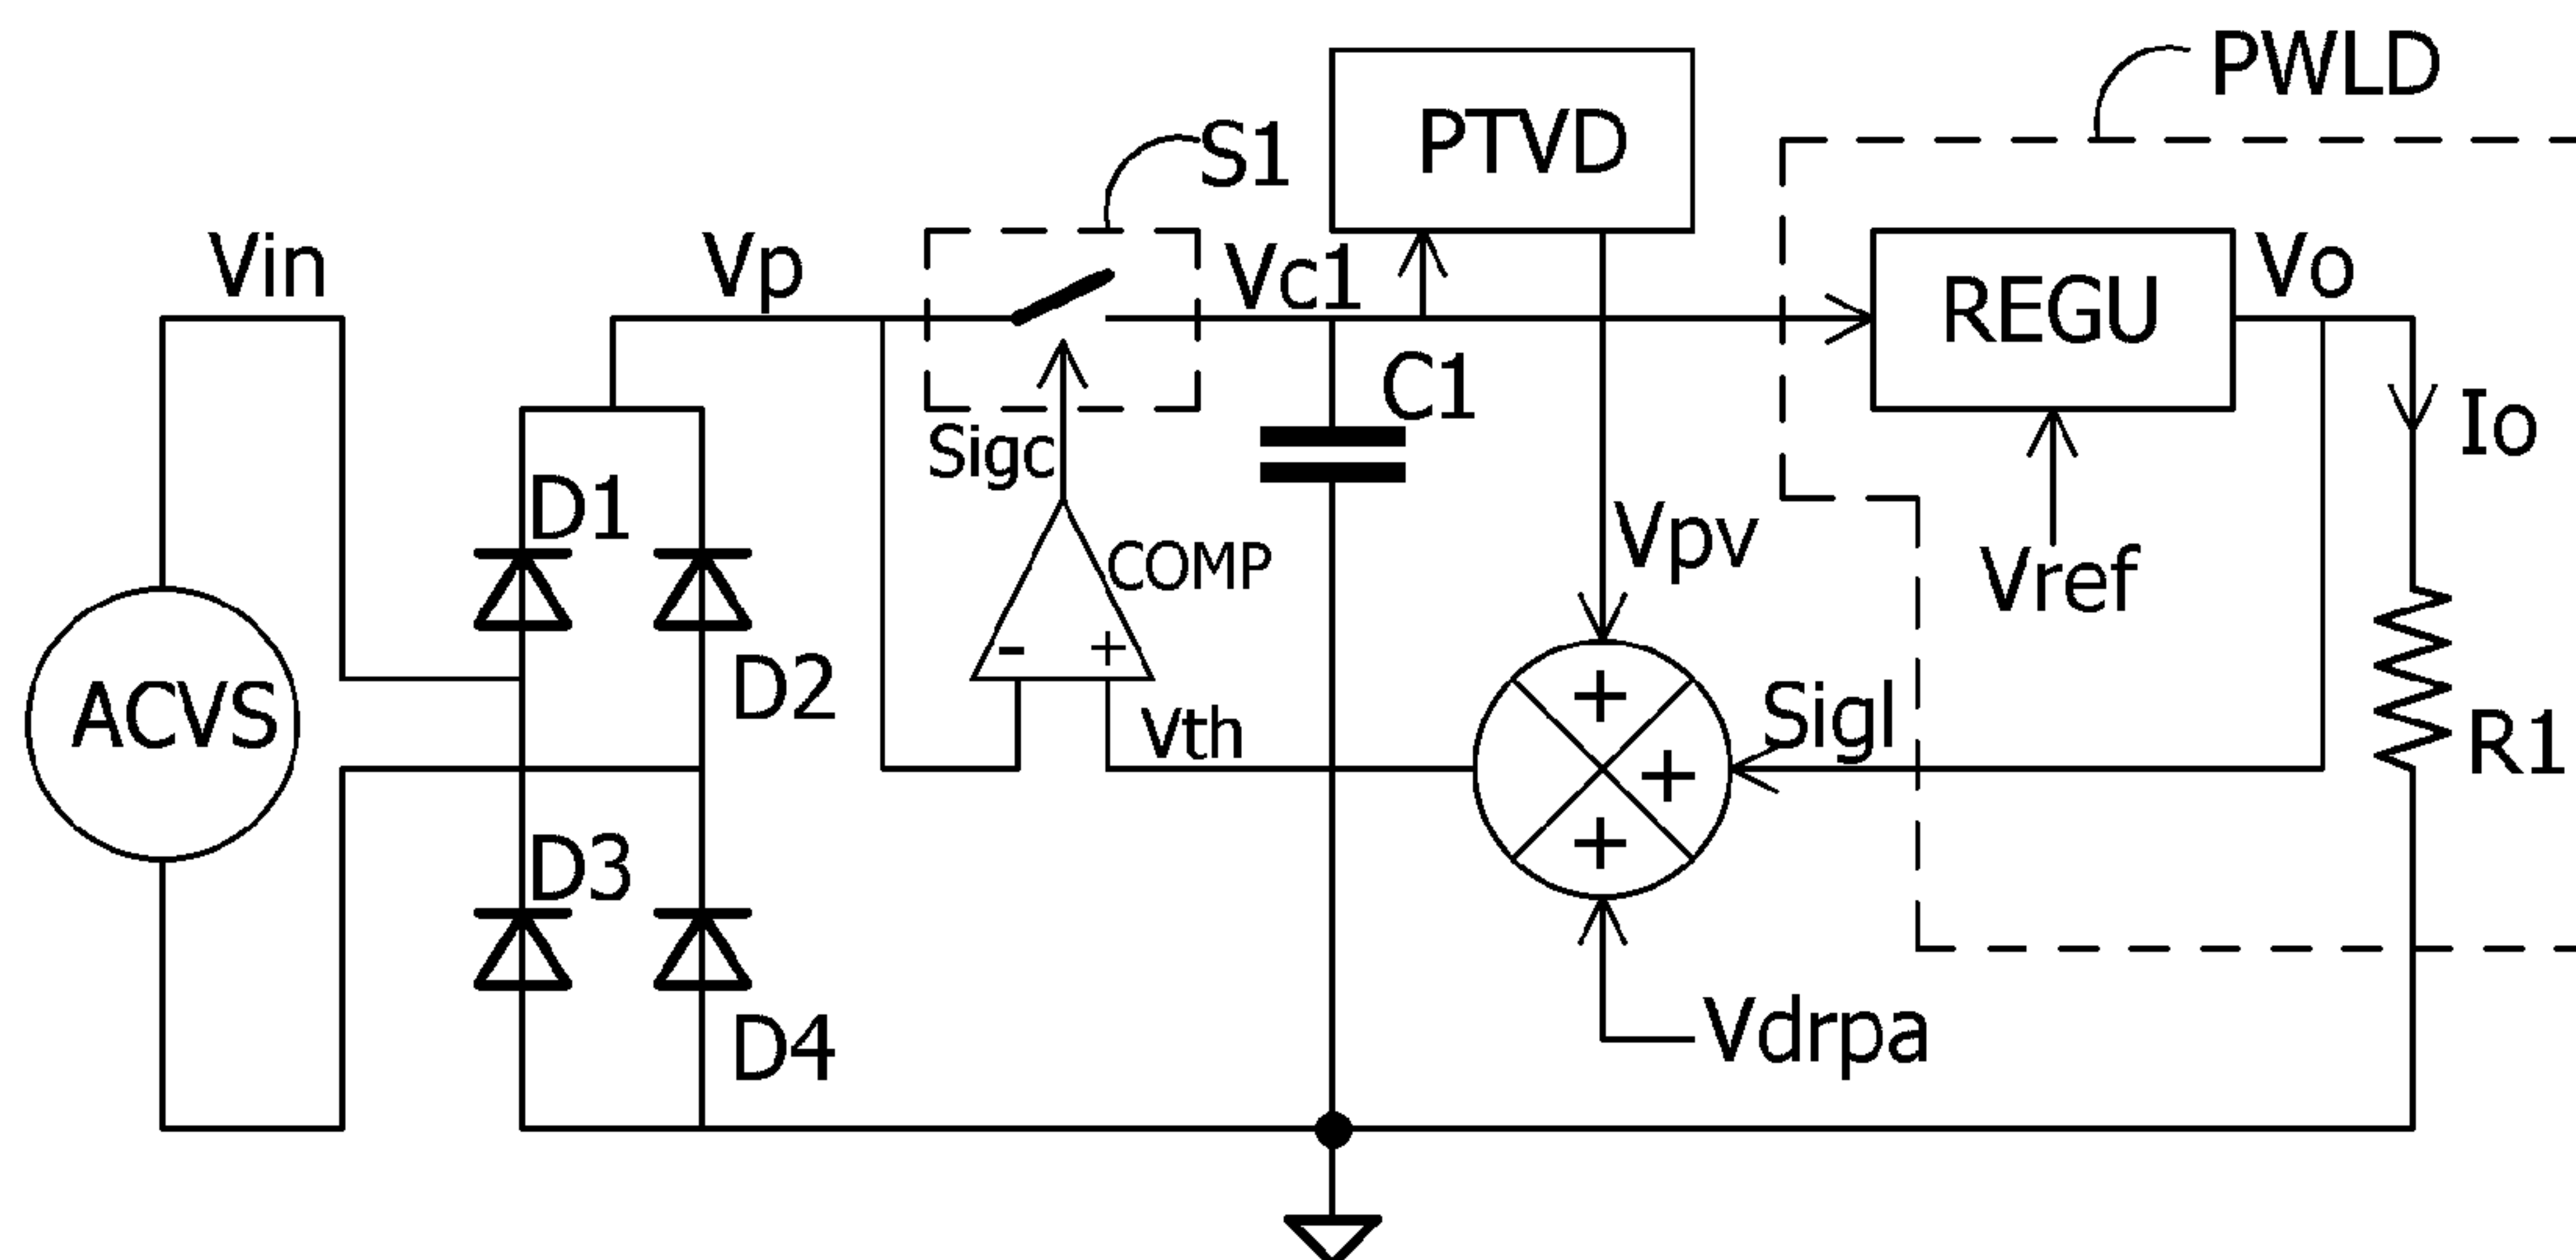 PWLD
PTVD
S1
Vin
Vp
Vc1
REGU
Vo
C1
Io
Sigc
D1
COMP
Vpv
Vref
- +
+
D2
ACVS
Vth
Sigl
+
R1
D3
+
D4
Vdrpa